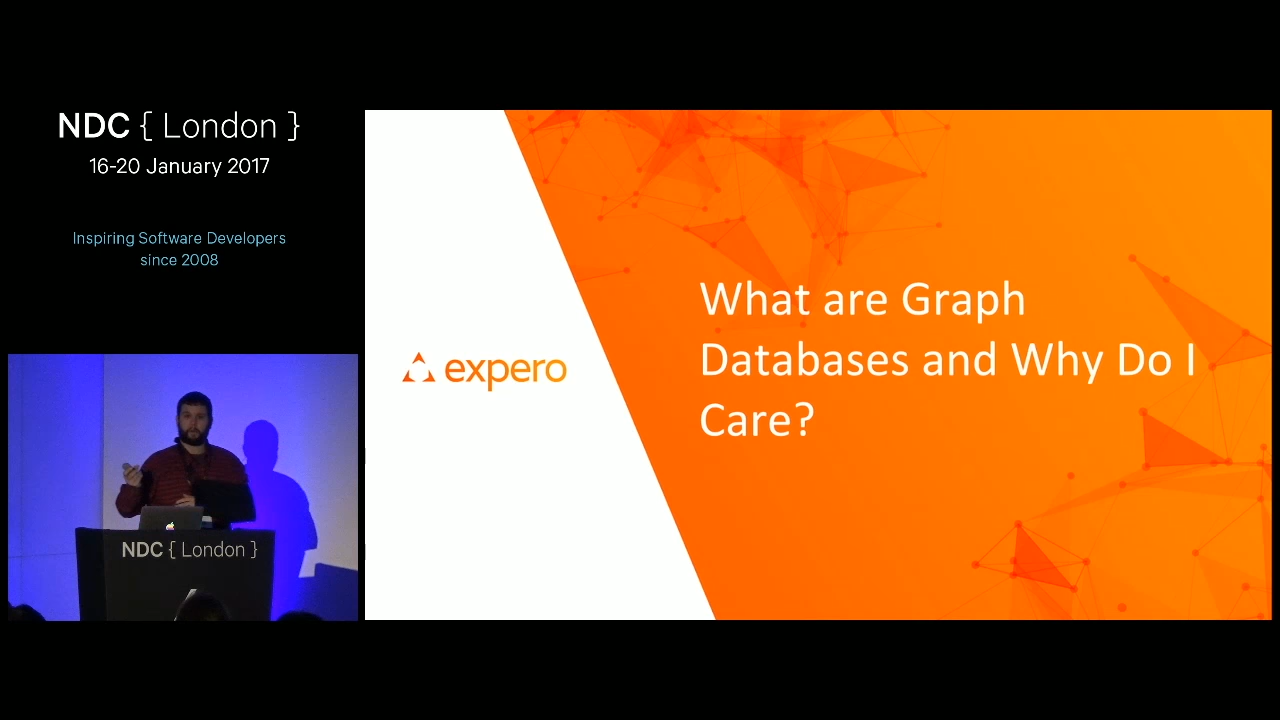 NDC { London }
16-20 January 2017
Inspiring Software Developers
since 2008
expero
What are Graph
Databases and Why Do I
Care?
NDC { London }